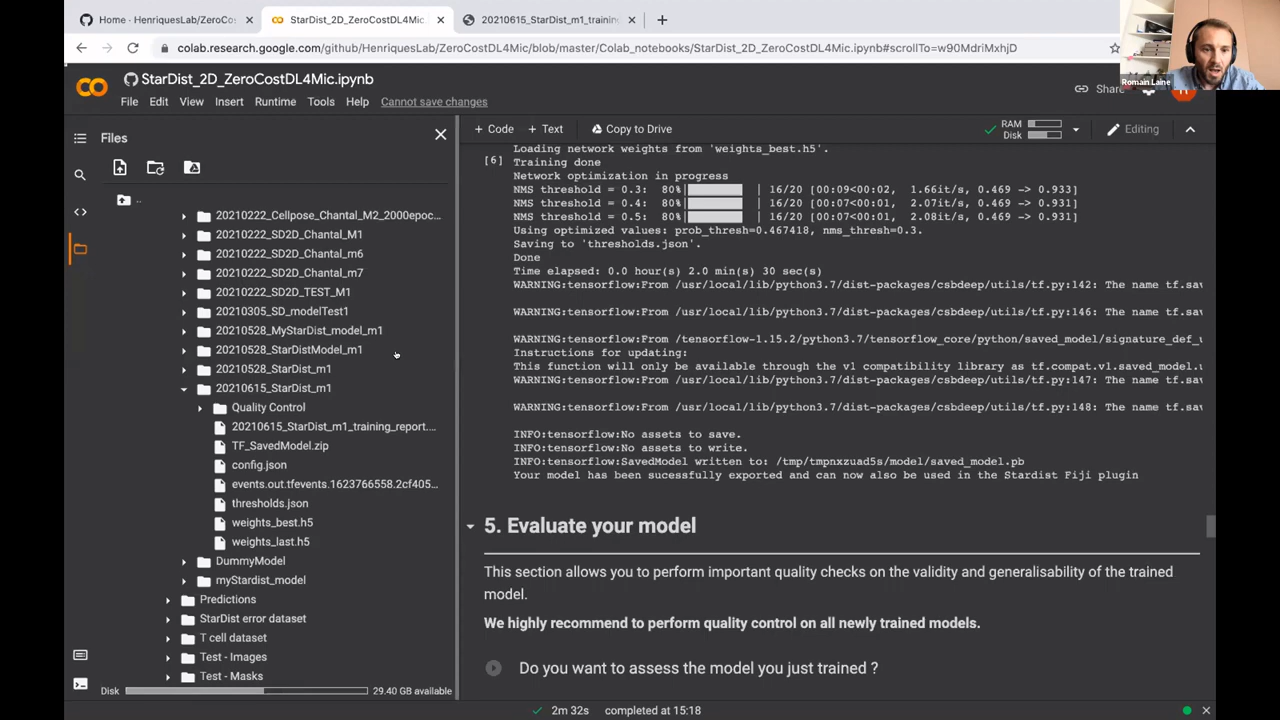 Home · HenriquesLab/ZeroCos
StarDist_2D_ZeroCostDL4Mic.
20210615_StarDist_m1_training
colab.research.google.com/github/HenriquesLab/ZeroCostDL4Mic/blob/master/Colab_notebooks/StarDist_2D_ZeroCostDL4Mic.ipynb#scrollTo=w90MdriMxhjD
Romain Laine
StarDist_2D_ZeroCostDL4Mic.ipynb
Share
File Edit View Insert Runtime Tools Help Cannot save changes
Files
+ Code + Text Copy to Drive
RAM
Disk
Editing
..
20210222_Cellpose_Chantal_M2_2000epoc...
20210222_SD2D_Chantal_M1
20210222_SD2D_Chantal_m6
20210222_SD2D_Chantal_m7
20210222_SD2D_TEST_M1
20210305_SD_modelTest1
20210528_MyStarDist_model_m1
20210528_StarDistModel_m1
20210528_StarDist_m1
20210615_StarDist_m1
Quality Control
20210615_StarDist_m1_training_report....
TF_SavedModel.zip
config.json
events.out.tfevents.1623766558.2cf405...
thresholds.json
weights_best.h5
weights_last.h5
DummyModel
myStardist_model
Predictions
StarDist error dataset
T cell dataset
Test - Images
Test - Masks
Disk 29.40 GB available
Loading network weights from 'weights_best.h5'.
[6] Training done
Network optimization in progress
NMS threshold = 0.3: 80%| | 16/20 [00:09<00:02, 1.66it/s, 0.469 -> 0.933]
NMS threshold = 0.4: 80%| | 16/20 [00:07<00:01, 2.07it/s, 0.469 -> 0.931]
NMS threshold = 0.5: 80%| | 16/20 [00:07<00:01, 2.08it/s, 0.469 -> 0.931]
Using optimized values: prob_thresh=0.467418, nms_thresh=0.3.
Saving to 'thresholds.json'.
Done
Time elapsed: 0.0 hour(s) 2.0 min(s) 30 sec(s)
WARNING:tensorflow:From /usr/local/lib/python3.7/dist-packages/csbdeep/utils/tf.py:142: The name tf.sav
WARNING:tensorflow:From /usr/local/lib/python3.7/dist-packages/csbdeep/utils/tf.py:146: The name tf.sav
WARNING:tensorflow:From /tensorflow-1.15.2/python3.7/tensorflow_core/python/saved_model/signature_def_u
Instructions for updating:
This function will only be available through the v1 compatibility library as tf.compat.v1.saved_model.u
WARNING:tensorflow:From /usr/local/lib/python3.7/dist-packages/csbdeep/utils/tf.py:147: The name tf.sav
WARNING:tensorflow:From /usr/local/lib/python3.7/dist-packages/csbdeep/utils/tf.py:148: The name tf.sav
INFO:tensorflow:No assets to save.
INFO:tensorflow:No assets to write.
INFO:tensorflow:SavedModel written to: /tmp/tmpnxzuad5s/model/saved_model.pb
Your model has been sucessfully exported and can now also be used in the Stardist Fiji plugin
5. Evaluate your model
This section allows you to perform important quality checks on the validity and generalisability of the trained
model.
We highly recommend to perform quality control on all newly trained models.
Do you want to assess the model you just trained ?
2m 32s completed at 15:18